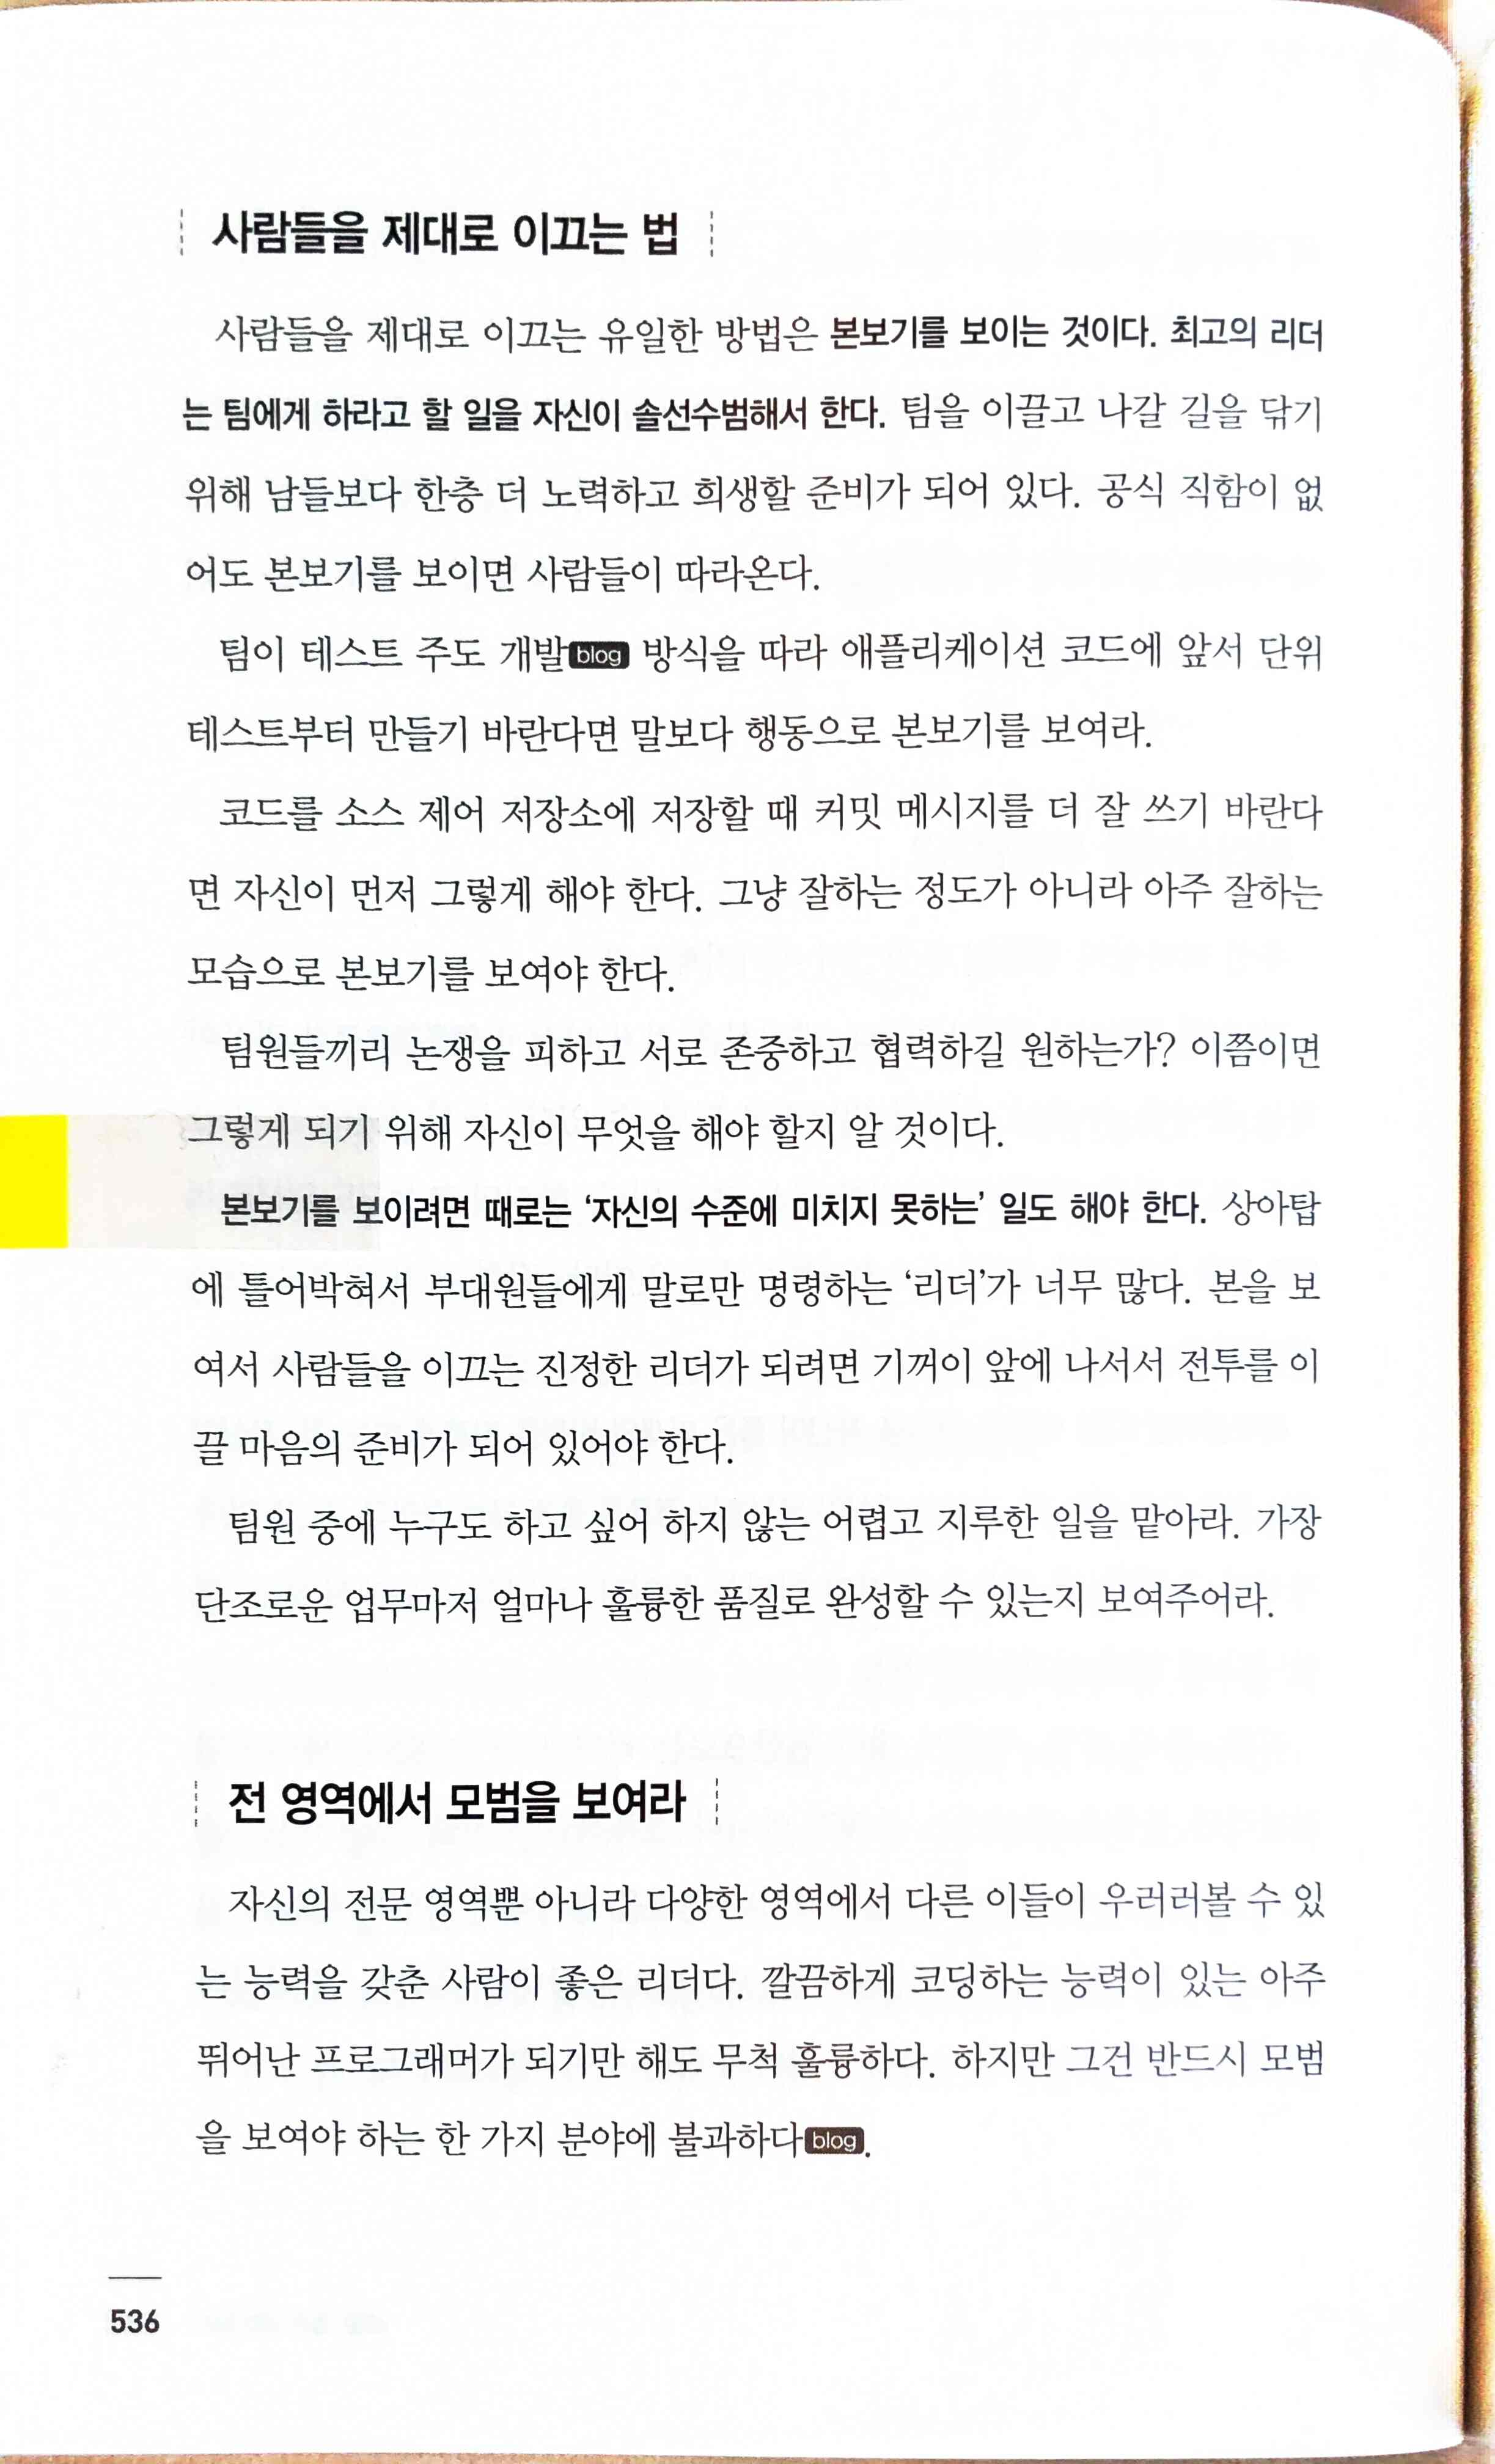 사람들을 제대로 이끄는 법
사람들을 제대로 이끄는 유일한 방법은 본보기를 보이는 것이다. 최고의 리더
는 팀에게 하라고 할 일을 자신이 솔선수범해서 한다. 팀을 이끌고 나갈 길을 닦기
위해 남들보다 한층 더 노력하고 희생할 준비가 되어 있다. 공식 직함이 없
어도 본보기를 보이면 사람들이 따라온다.
팀이 테스트 주도 개발blog 방식을 따라 애플리케이션 코드에 앞서 단위
테스트부터 만들기 바란다면 말보다 행동으로 본보기를 보여라.
코드를 소스 제어 저장소에 저장할 때 커밋 메시지를 더 잘 쓰기 바란다
면 자신이 먼저 그렇게 해야 한다. 그냥 잘하는 정도가 아니라 아주 잘하는
모습으로 본보기를 보여야 한다.
팀원들끼리 논쟁을 피하고 서로 존중하고 협력하길 원하는가? 이쯤이면
그렇게 되기 위해 자신이 무엇을 해야 할지 알 것이다.
본보기를 보이려면 때로는 ‘자신의 수준에 미치지 못하는’ 일도 해야 한다. 상아탑
에 틀어박혀서 부대원들에게 말로만 명령하는 ‘리더’가 너무 많다. 본을 보
여서 사람들을 이끄는 진정한 리더가 되려면 기꺼이 앞에 나서서 전투를 이
끌 마음의 준비가 되어 있어야 한다.
팀원 중에 누구도 하고 싶어 하지 않는 어렵고 지루한 일을 맡아라. 가장
단조로운 업무마저 얼마나 훌륭한 품질로 완성할 수 있는지 보여주어라.
전 영역에서 모범을 보여라
자신의 전문 영역뿐 아니라 다양한 영역에서 다른 이들이 우러러볼 수 있
는 능력을 갖춘 사람이 좋은 리더다. 깔끔하게 코딩하는 능력이 있는 아주
뛰어난 프로그래머가 되기만 해도 무척 훌륭하다. 하지만 그건 반드시 모범
을 보여야 하는 한 가지 분야에 불과하다blog.
536